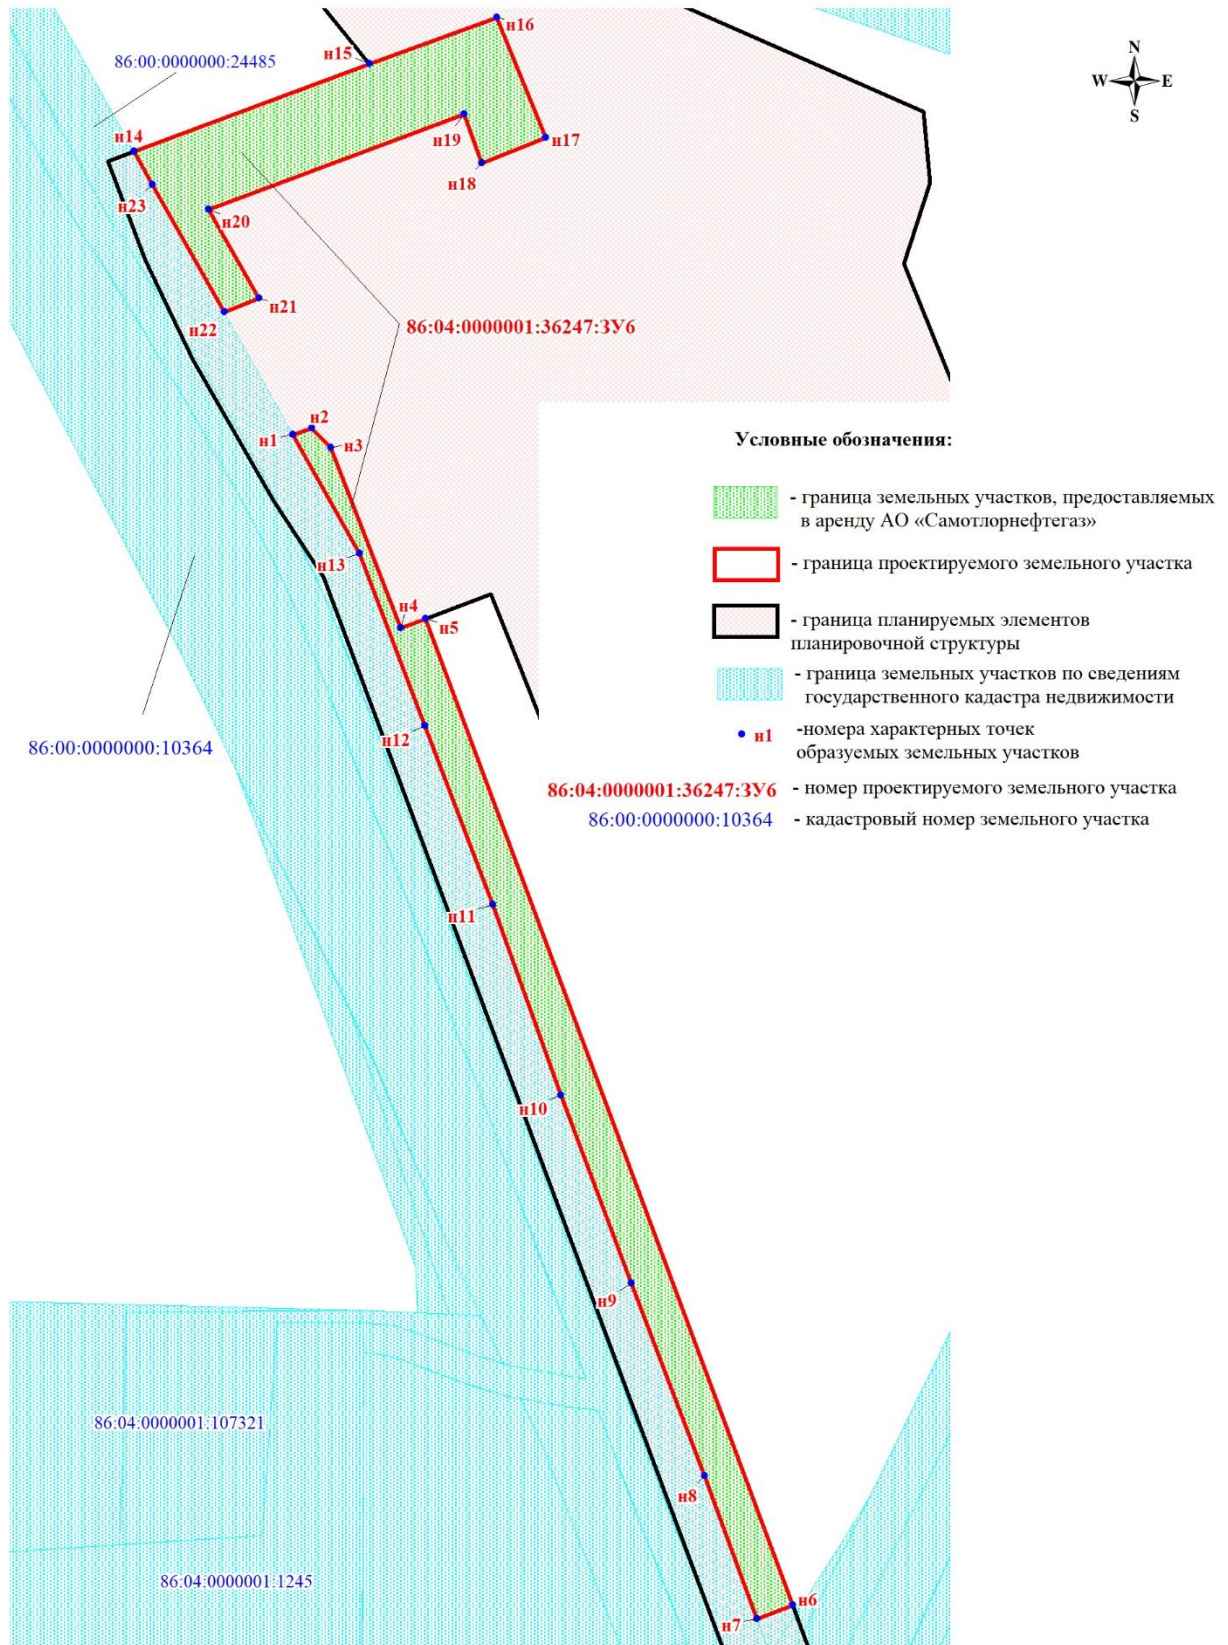 н16
N
н15
W
E
86:00:0000000:24485
S
н14
н19
н17
н18
н23
н20
н21
н22
86:04:0000001:36247:ЗУ6
н2
н1
н3
Условные обозначения:
- граница земельных участков, предоставляемых
в аренду АО «Самотлорнефтегаз»
н13
- граница проектируемого земельного участка
н4
н5
- граница планируемых элементов
планировочной структуры
- граница земельных участков по сведениям
государственного кадастра недвижимости
н12
н1 -номера характерных точек
образуемых земельных участков
86:00:0000000:10364
86:04:0000001:36247:ЗУ6 - номер проектируемого земельного участка
86:00:0000000:10364 - кадастровый номер земельного участка
н11
н10
н9
86:04:0000001:107321
н8
86:04:0000001:1245
н6
н7